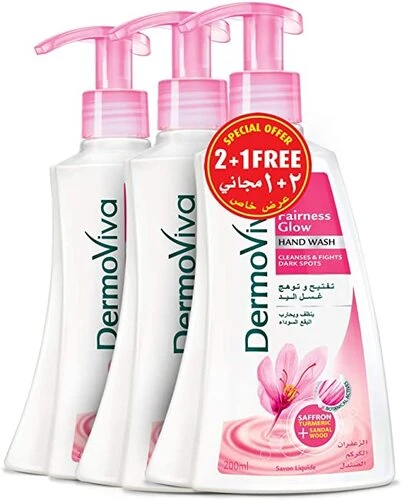 DermoViva
DermoViva
DermoViva
SPECIAL OFFER
2+1 FREE
٢+١ مجاني
عرض خاص
Fairness
Glow
HAND WASH
CLEANSES & FIGHTS
DARK SPOTS
تفتيح و توهج
غسل اليد
ينظف ويحارب
البقع السوداء
BOTANICAL ACTIVES
SAFFRON
TURMERIC
+ SANDAL
WOOD
الزعفران
الكركم
الصندل
200ml
Savon Liquide